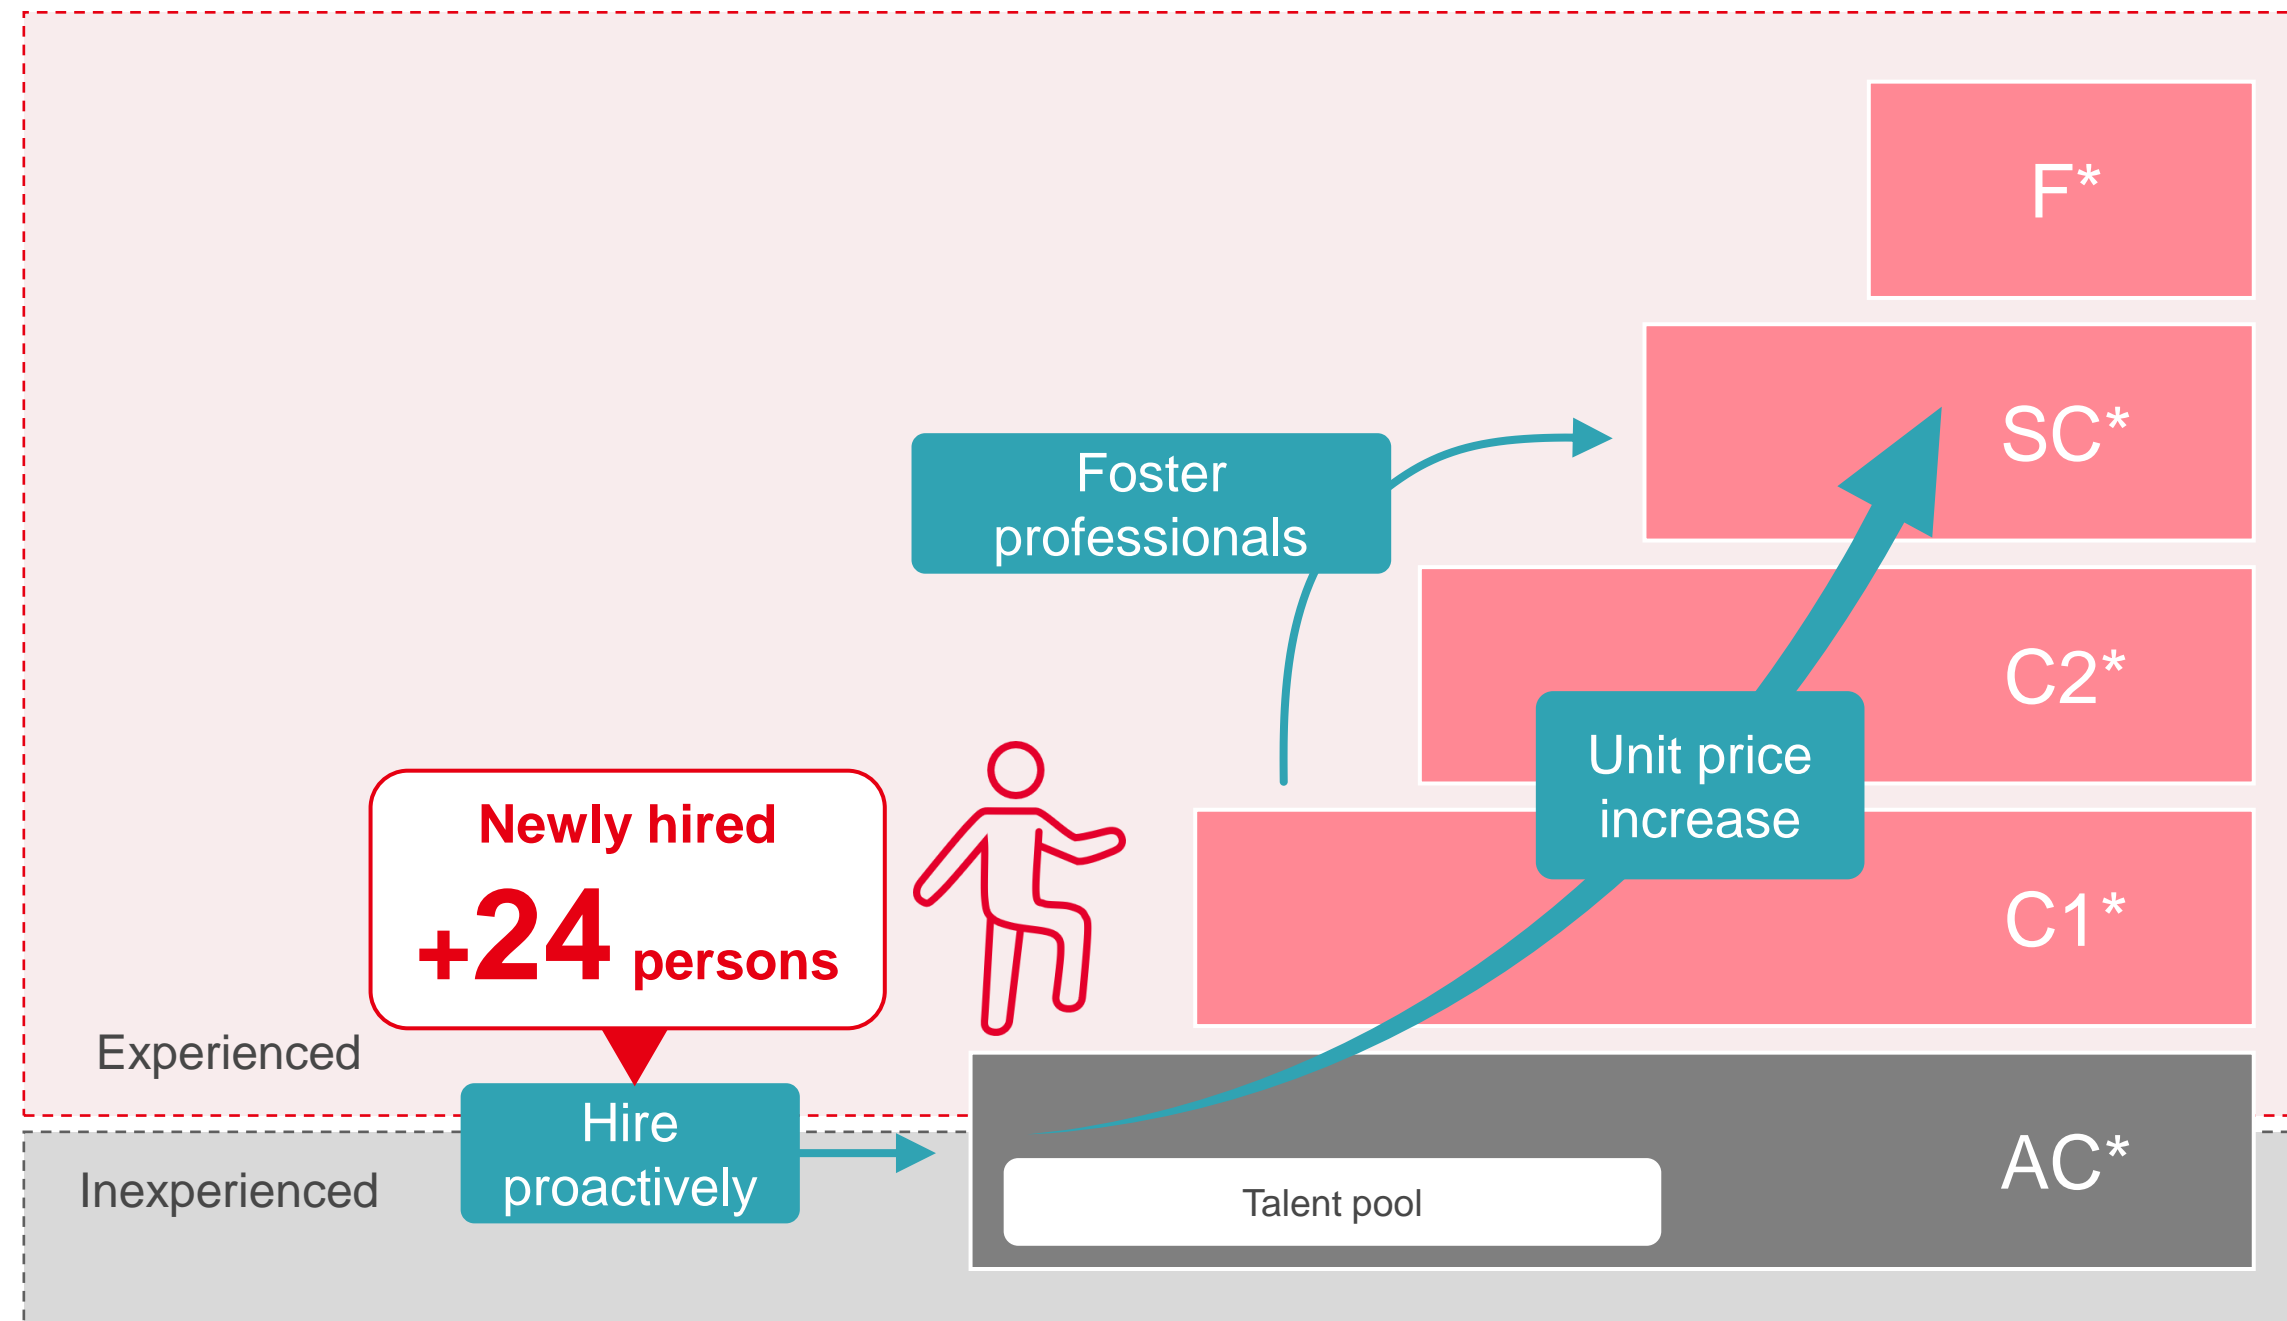 F*
SC*
Foster
professionals
C2*
Unit price
increase
Newly hired
+24 persons
C1*
Experienced
Hire
proactively
Inexperienced
AC*
Talent pool